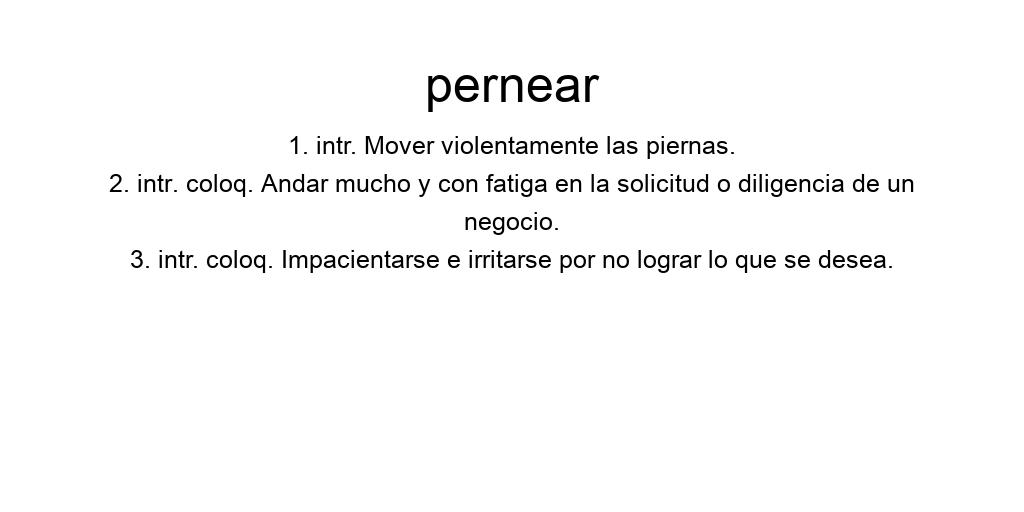 pernear
1. intr. Mover violentamente las piernas.
2. intr. coloq. Andar mucho y con fatiga en la solicitud o diligencia de un
negocio.
3. intr. coloq. Impacientarse e irritarse por no lograr lo que se desea.